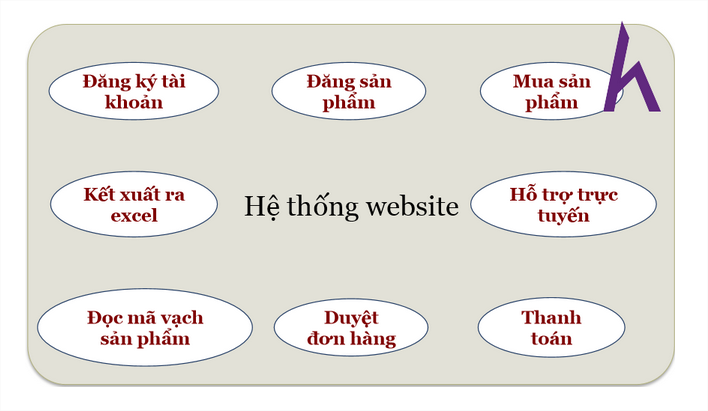 Đăng ký tài
khoản
Đăng sản
phẩm
Mua sản
phẩm
Kết xuất ra
excel
Hệ thống website
Hỗ trợ trực
tuyến
Đọc mã vạch
sản phẩm
Duyệt
đơn hàng
Thanh
toán